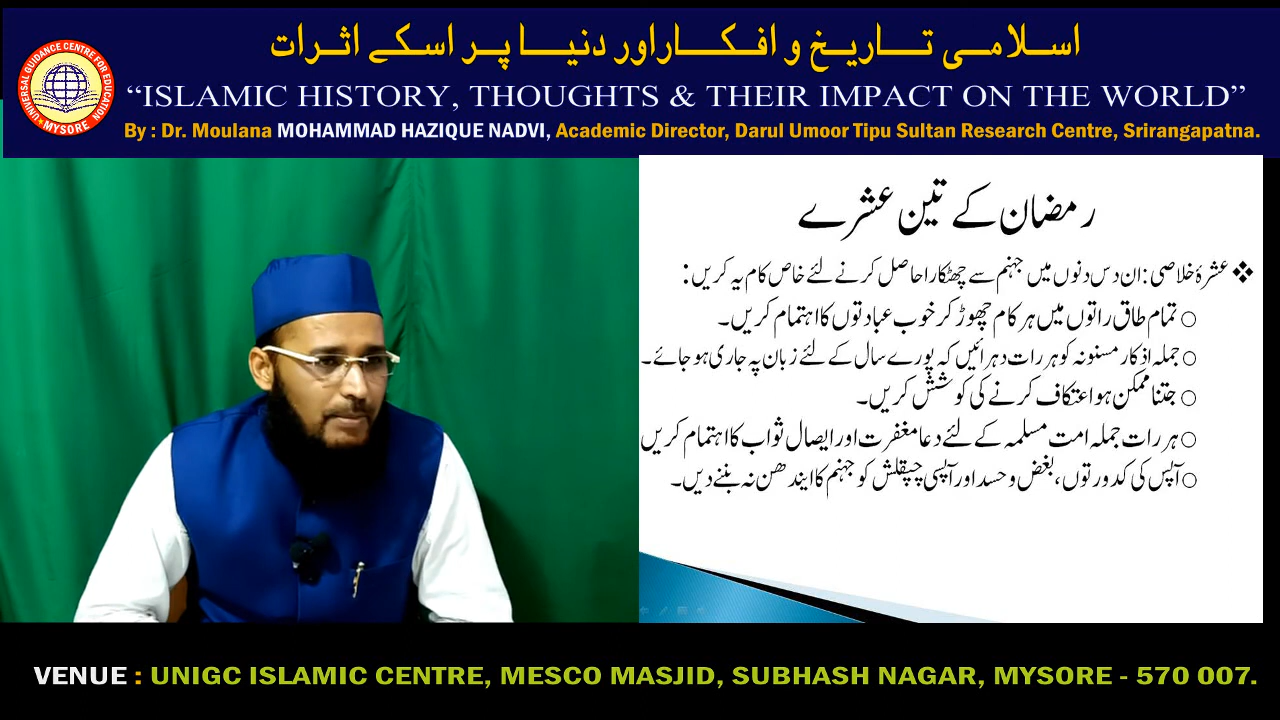 اسلامی تاریخ و افکار اور دنیا پر اسکے اثرات
“ISLAMIC HISTORY, THOUGHTS & THEIR IMPACT ON THE WORLD”
By : Dr. Moulana MOHAMMAD HAZIQUE NADVI, Academic Director, Darul Umoor Tipu Sultan Research Centre, Srirangapatna.
UNIVERSAL GUIDANCE CENTRE FOR EDUCATION
MYSORE
رمضان کے تین عشرے
❖ عشرۂ خلاصی : ان دس دنوں میں جہنم سے چھٹکارا حاصل کرنے لئے خاص کام یہ کریں :
○ تمام طاق راتوں میں ہر کام چھوڑ کر خوب عبادتوں کا اہتمام کریں۔
○ جملہ اذکار مسنونہ کو ہر رات دہرائیں کہ پورے سال کے لئے زبان پہ جاری ہو جائے۔
○ جتنا ممکن ہو اعتکاف کرنے کی کوشش کریں۔
○ ہر رات جملہ امت مسلمہ کے لئے دعا مغفرت اور ایصال ثواب کا اہتمام کریں
○ آپس کی کدورتوں، بغض و حسد اور آپسی چپقلش کو جہنم کا ایندھن نہ بننے دیں۔
VENUE : UNIGC ISLAMIC CENTRE, MESCO MASJID, SUBHASH NAGAR, MYSORE - 570 007.